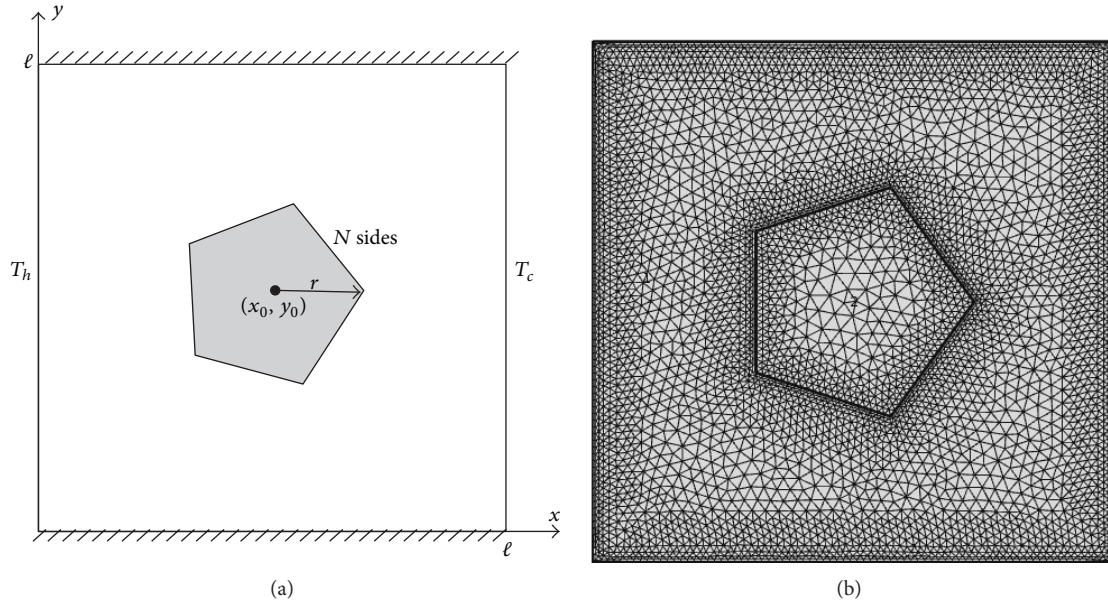 y
ℓ
N sides
T_h
r
T_c
(x_0, y_0)
x
ℓ
(a)
(b)